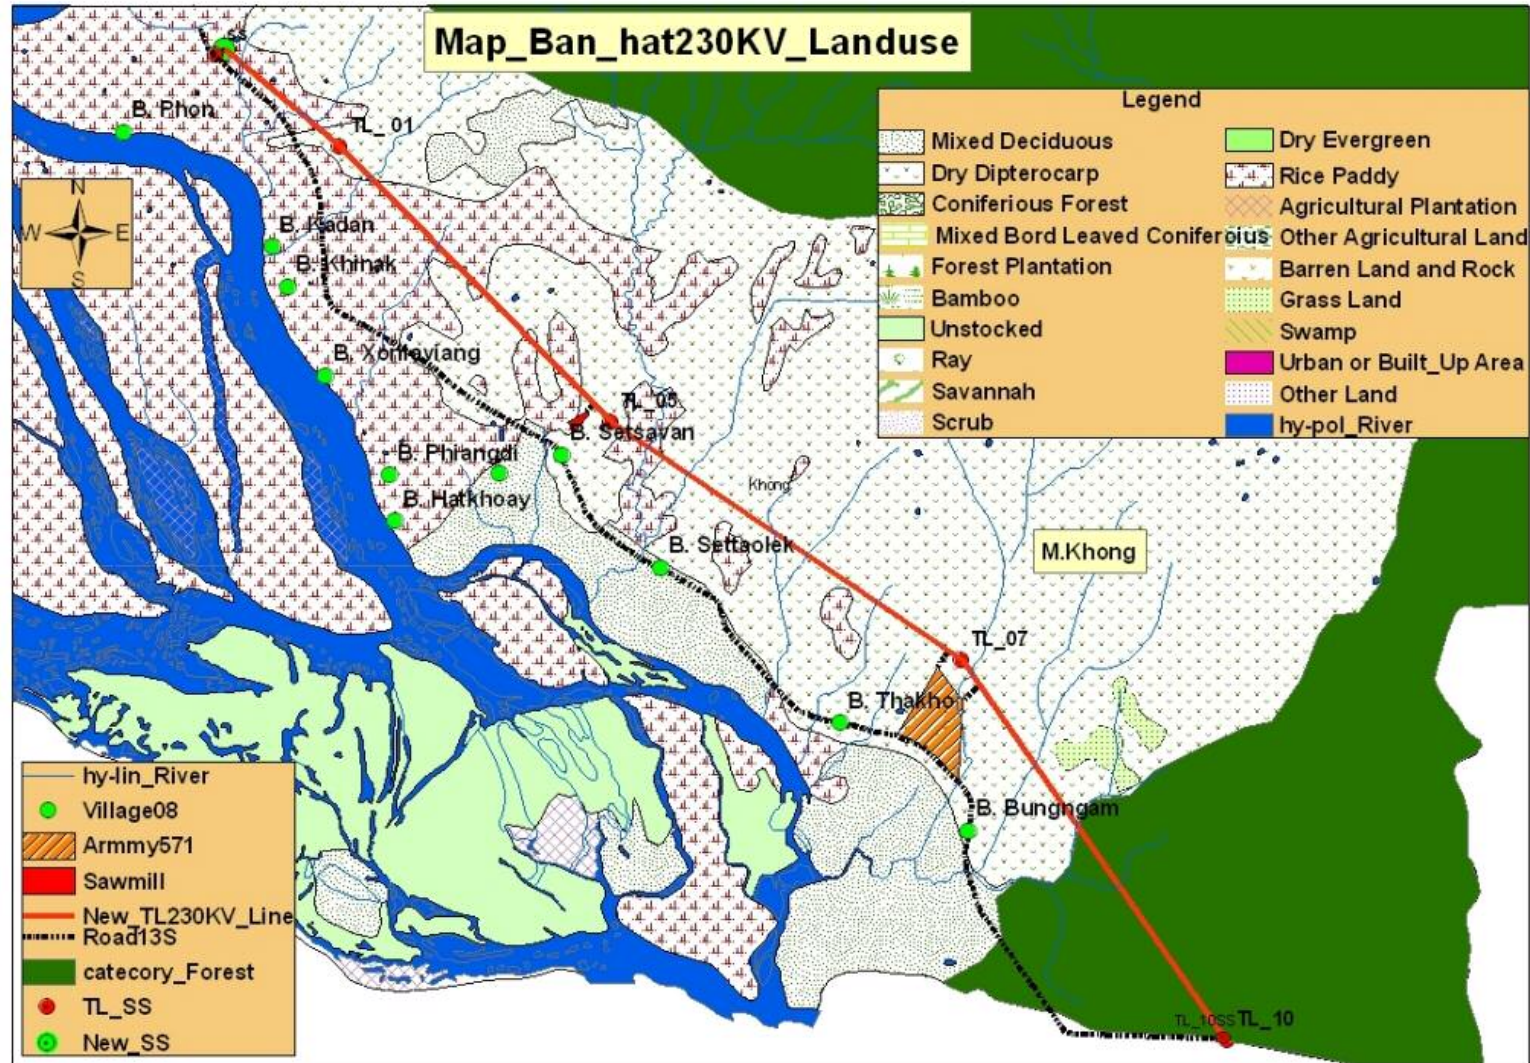 Map_Ban_hat230KV_Landuse
SS
B. Phon
TL_01
N
W
E
S
B. Kadan
B. Khinak
B. Xomlaviang
TL_05
B. Setsavan
B. Phiangdi
B. Hatkhoay
Khong
B. Settaolek
M.Khong
TL_07
B. Thakho
B. Bungngam
TL_10SS
TL_10
Legend
Mixed Deciduous
Dry Dipterocarp
Coniferious Forest
Mixed Bord Leaved Coniferoius
Forest Plantation
Bamboo
Unstocked
Ray
Savannah
Scrub
Dry Evergreen
Rice Paddy
Agricultural Plantation
Other Agricultural Land
Barren Land and Rock
Grass Land
Swamp
Urban or Built_Up Area
Other Land
hy-pol_River
hy-lin_River
Village08
Armmy571
Sawmill
New_TL230KV_Line
Road13S
catecory_Forest
TL_SS
New_SS